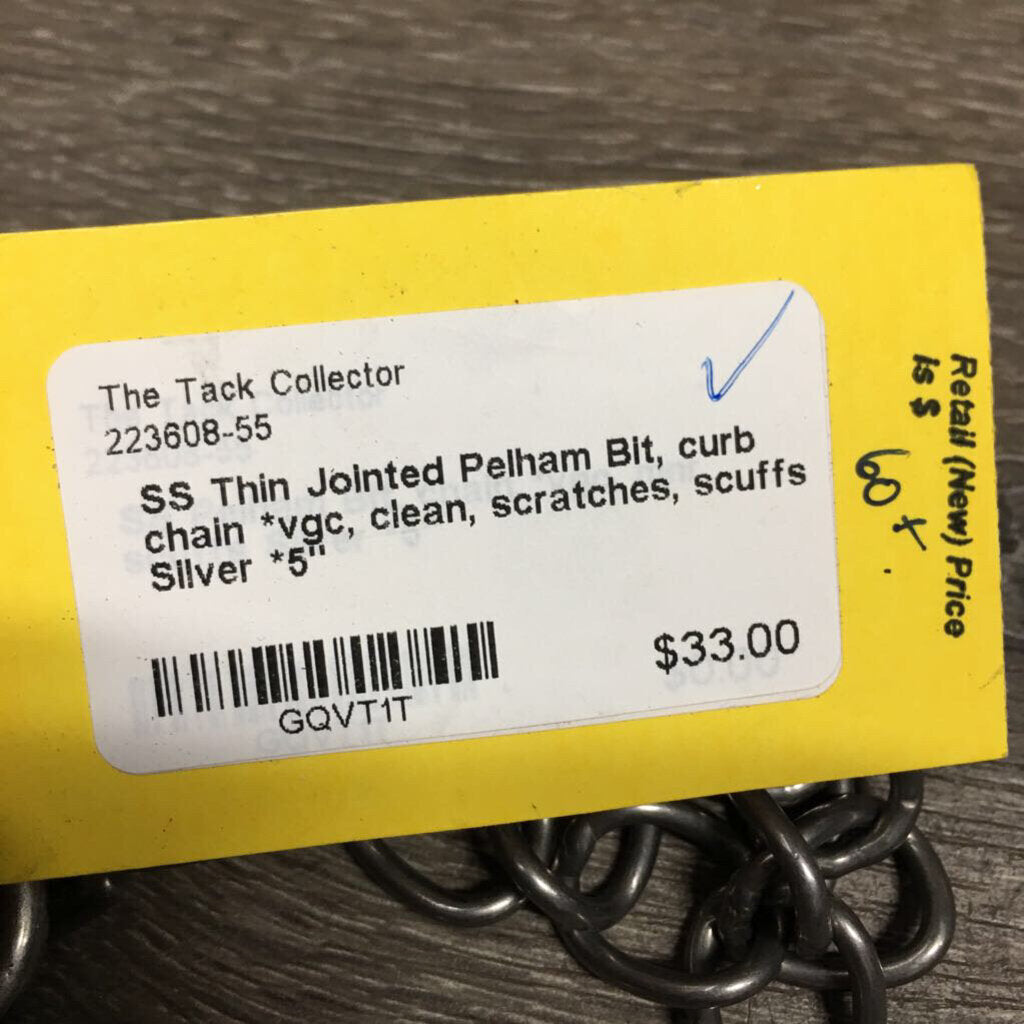 The Tack Collector
223608-55
SS Thin Jointed Pelham Bit, curb
chain *vgc, clean, scratches, scuffs
Silver *5"
GQVT1T
$33.00
Retail (New) Price
is $
60+